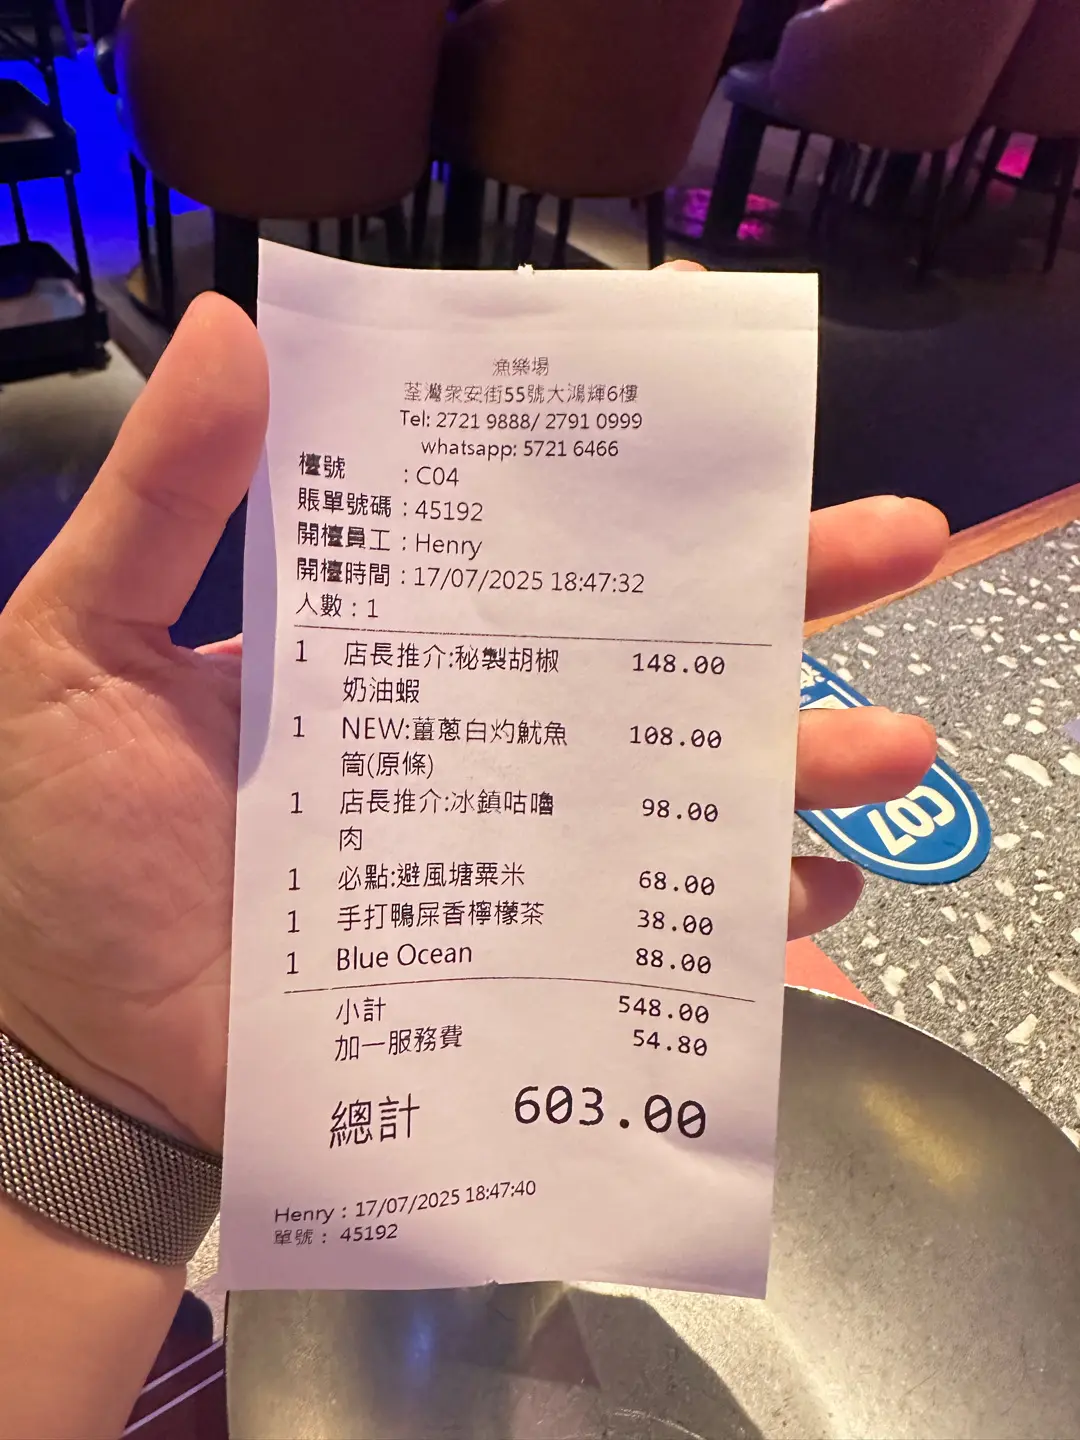 漁樂場
荃灣眾安街55號大鴻輝6樓
Tel: 2721 9888/ 2791 0999
whatsapp: 5721 6466
檯號 : C04
賬單號碼 : 45192
開檯員工 : Henry
開檯時間 : 17/07/2025 18:47:32
人數 : 1
1 店長推介:秘製胡椒 148.00
奶油蝦
1 NEW:薑蔥白灼魷魚 108.00
筒(原條)
1 店長推介:冰鎮咕嚕 98.00
肉
1 必點:避風塘粟米 68.00
1 手打鴨屎香檸檬茶 38.00
1 Blue Ocean 88.00
小計 548.00
加一服務費 54.80
總計 603.00
Henry : 17/07/2025 18:47:40
單號 : 45192
C07